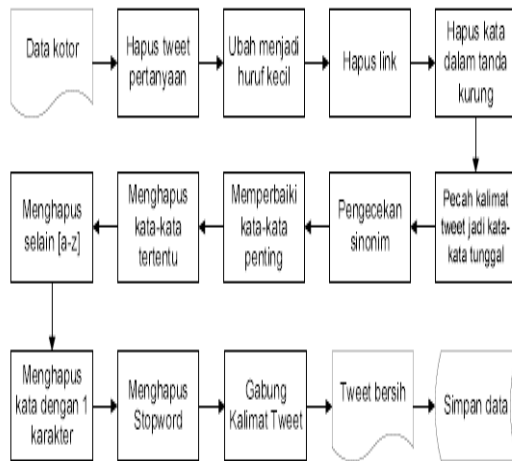 Data kotor
Hapus tweet
pertanyaan
Ubah menjadi
huruf kecil
Hapus link
Hapus kata
dalam tanda
kurung
Pecah kalimat
tweet jadi kata-
kata tunggal
Pengecekan
sinonim
Memperbaiki
kata-kata
penting
Menghapus
kata-kata
tertentu
Menghapus
selain [a-z]
Menghapus
kata dengan 1
karakter
Menghapus
Stopword
Gabung
Kalimat Tweet
Tweet bersih
Simpan data